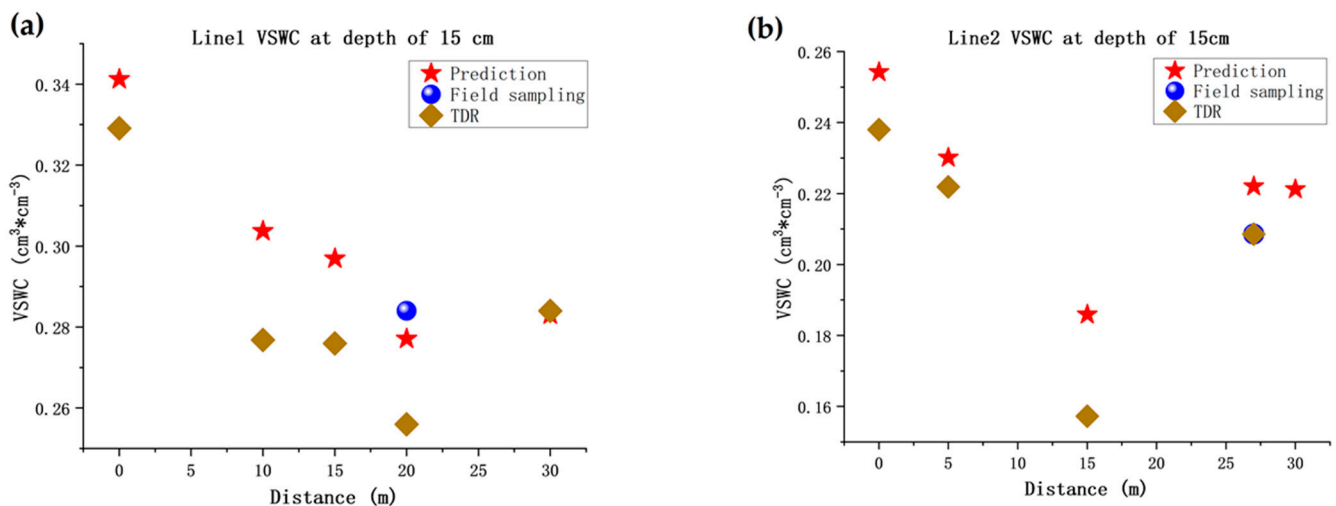 (a)
Line1 VSWC at depth of 15 cm
Prediction
Field sampling
TDR
0.34
0.32
0.30
0.28
0.26
VSWC (cm³*cm⁻³)
0 5 10 15 20 25 30
Distance (m)
(b)
Line2 VSWC at depth of 15cm
Prediction
Field sampling
TDR
0.26
0.24
0.22
0.20
0.18
0.16
VSWC (cm³*cm⁻³)
0 5 10 15 20 25 30
Distance (m)